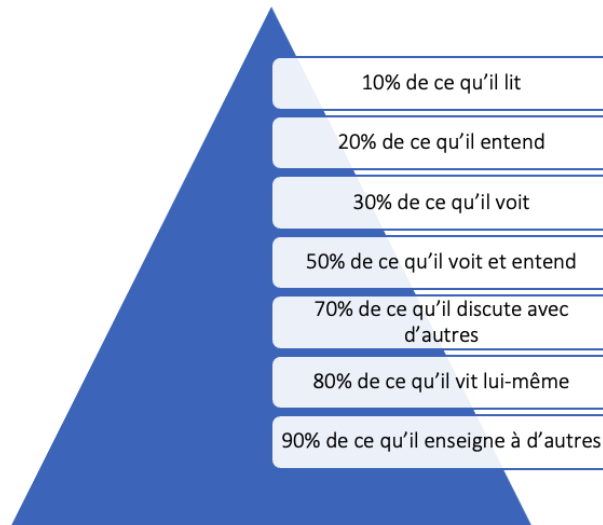 10% de ce qu’il lit
20% de ce qu’il entend
30% de ce qu’il voit
50% de ce qu’il voit et entend
70% de ce qu’il discute avec
d’autres
80% de ce qu’il vit lui-même
90% de ce qu’il enseigne à d’autres